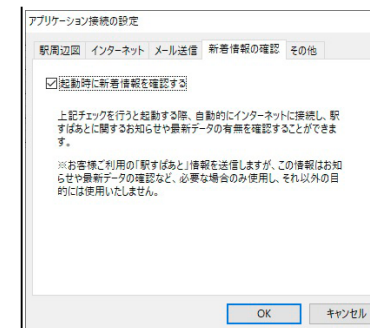 アプリケーション接続の設定
駅周辺図 インターネット メール送信 新着情報の確認 その他
起動時に新着情報を確認する
上記チェックを行うと起動する際、自動的にインターネットに接続し、駅
すぱあとに関するお知らせや最新データの有無を確認することができま
す。
※お客様ご利用の「駅すぱあと」情報を送信しますが、この情報はお知
らせや最新データの確認など、必要な場合のみ使用し、それ以外の目
的には使用いたしません。
OK キャンセル